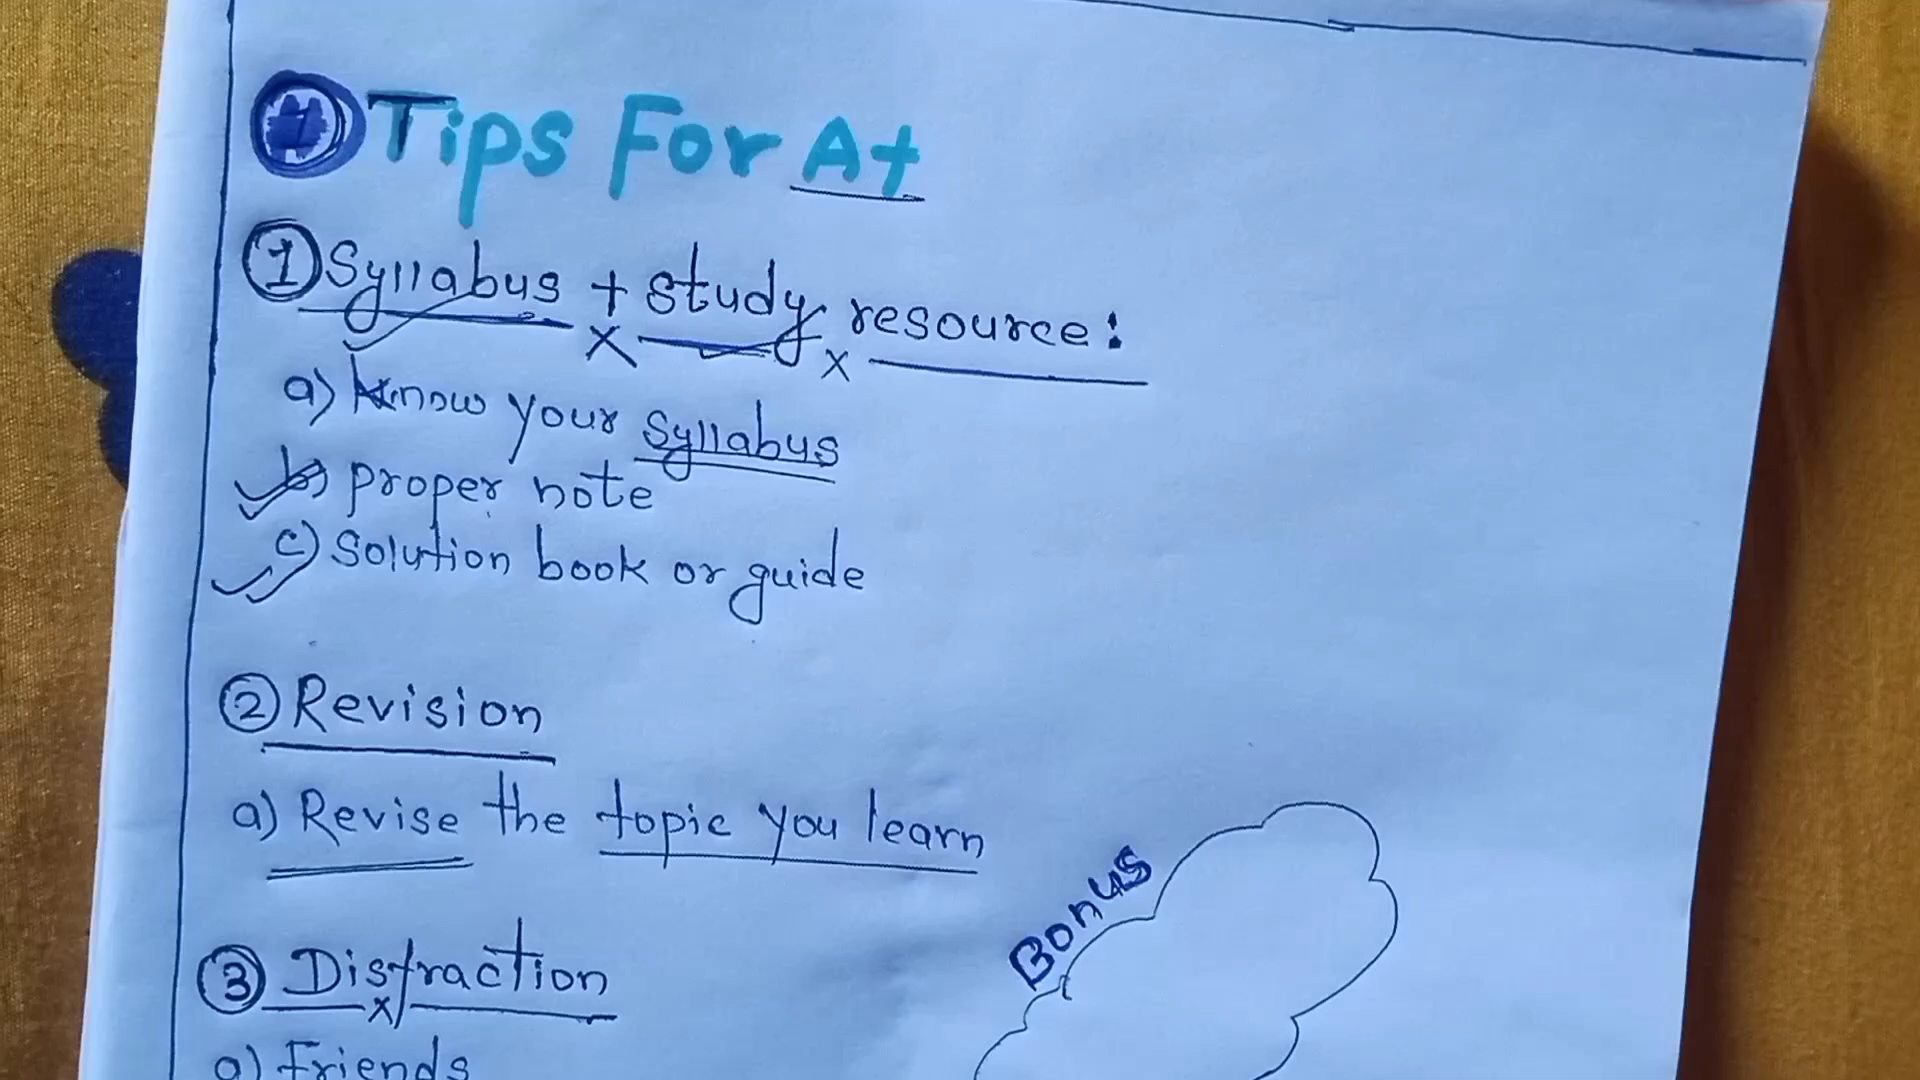 # Tips For A+
① Syllabus + study resource:
a) Know your syllabus
b) proper note
c) solution book or guide
② Revision
a) Revise the topic you learn
Bonus
③ Distraction
a) Friends